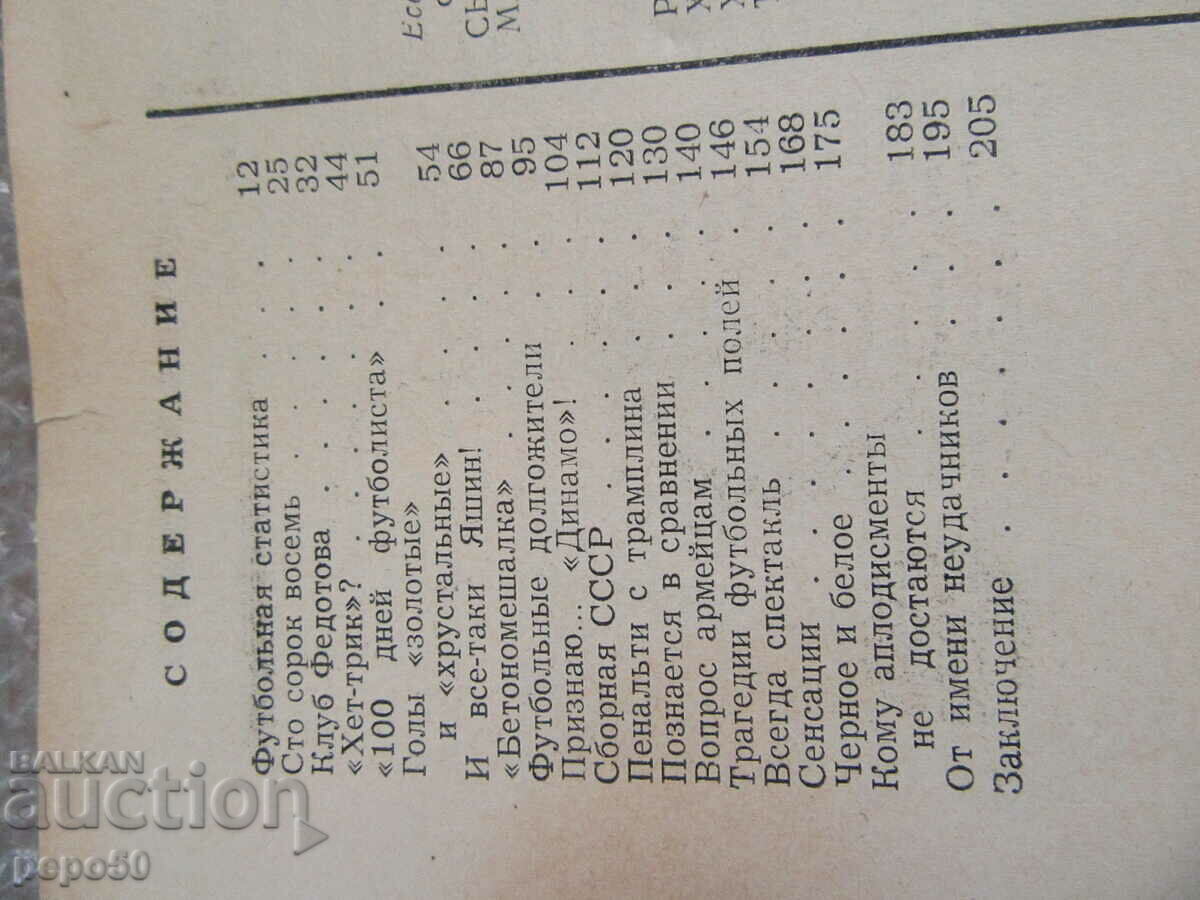 СОДЕРЖАНИЕ
Футбольная статистика . . . . 12
Сто сорок восемь . . . . 25
Клуб Федотова . . . . . 32
«Хет-трик»? . . . . . 44
«100 дней футболиста» . . . 51
Голы «золотые»
и «хрустальные» . . . . 54
И все-таки Яшин! . . . . 66
«Бетономешалка» . . . . 87
Футбольные долгожители . . . 95
Признаю... «Динамо»! . . . . 104
Сборная СССР . . . . . 112
Пенальти с трамплина . . . . 120
Познается в сравнении . . . . 130
Вопрос армейцам . . . . . 140
Трагедии футбольных полей . . 146
Всегда спектакль . . . . . 154
Сенсации . . . . . . 168
Черное и белое . . . . . 175
Кому аплодисменты
не достаются . . . . . 183
От имени неудачников . . . . 195
Заключение . . . . . . 205
BALKAN
auction
pepo50